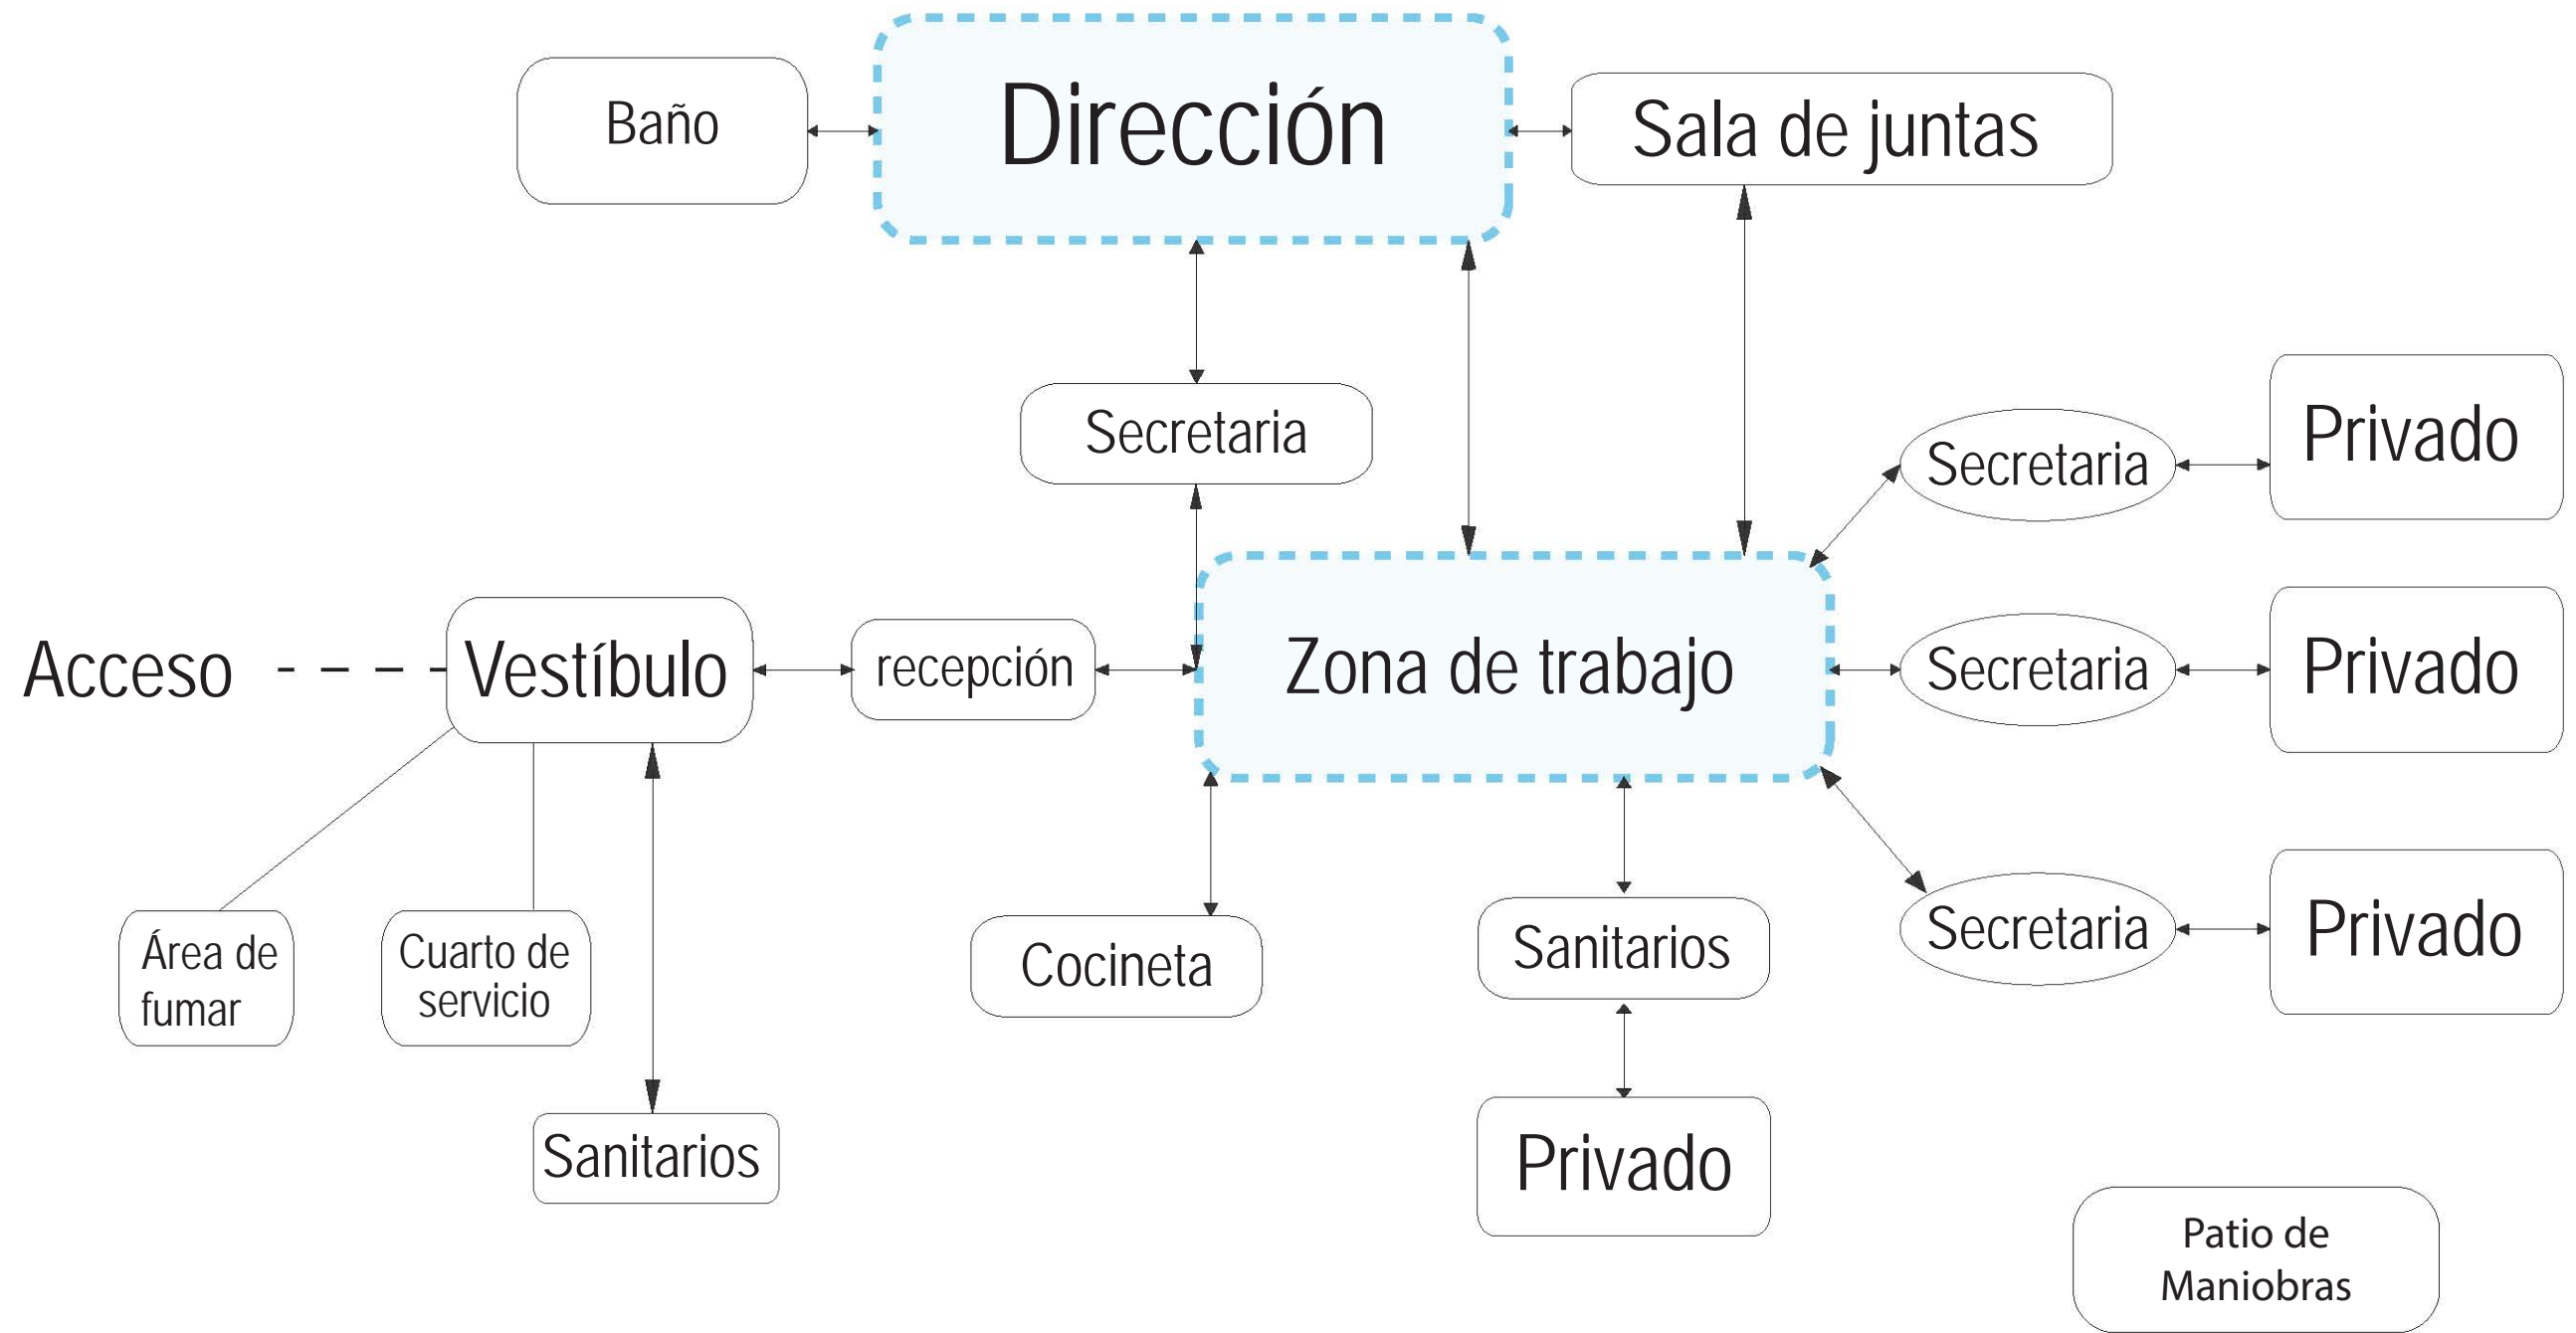 Baño
Dirección
Sala de juntas
Secretaria
Secretaria
Privado
Acceso
Vestíbulo
recepción
Zona de trabajo
Secretaria
Privado
Área de
fumar
Cuarto de
servicio
Cocineta
Sanitarios
Secretaria
Privado
Sanitarios
Privado
Patio de
Maniobras